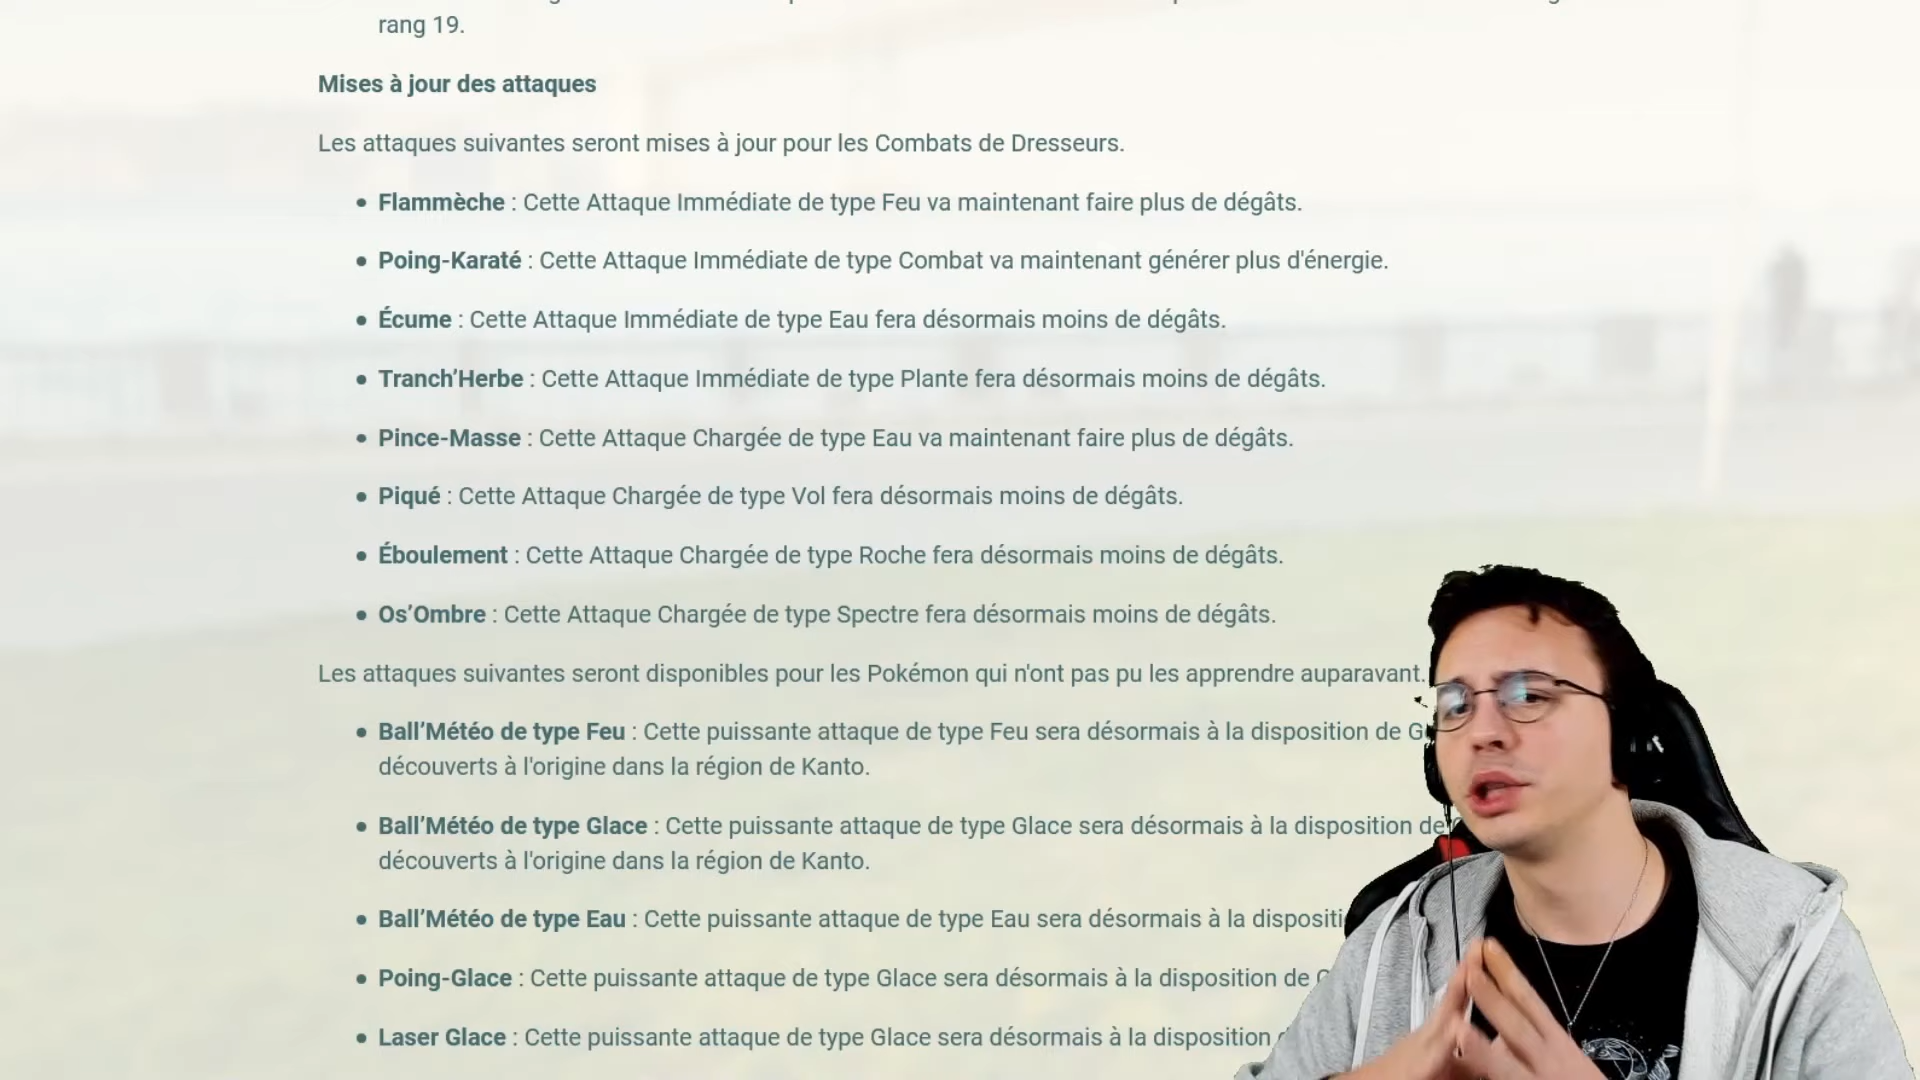 rang 19.
Mises à jour des attaques
Les attaques suivantes seront mises à jour pour les Combats de Dresseurs.
• Flammèche : Cette Attaque Immédiate de type Feu va maintenant faire plus de dégâts.
• Poing-Karaté : Cette Attaque Immédiate de type Combat va maintenant générer plus d'énergie.
• Écume : Cette Attaque Immédiate de type Eau fera désormais moins de dégâts.
• Tranch’Herbe : Cette Attaque Immédiate de type Plante fera désormais moins de dégâts.
• Pince-Masse : Cette Attaque Chargée de type Eau va maintenant faire plus de dégâts.
• Piqué : Cette Attaque Chargée de type Vol fera désormais moins de dégâts.
• Éboulement : Cette Attaque Chargée de type Roche fera désormais moins de dégâts.
• Os’Ombre : Cette Attaque Chargée de type Spectre fera désormais moins de dégâts.
Les attaques suivantes seront disponibles pour les Pokémon qui n'ont pas pu les apprendre auparavant.
• Ball’Météo de type Feu : Cette puissante attaque de type Feu sera désormais à la disposition de
découverts à l'origine dans la région de Kanto.
• Ball’Météo de type Glace : Cette puissante attaque de type Glace sera désormais à la disposition de
découverts à l'origine dans la région de Kanto.
• Ball’Météo de type Eau : Cette puissante attaque de type Eau sera désormais à la
• Poing-Glace : Cette puissante attaque de type Glace sera désormais à la disposition de
• Laser Glace : Cette puissante attaque de type Glace sera désormais à la disposition